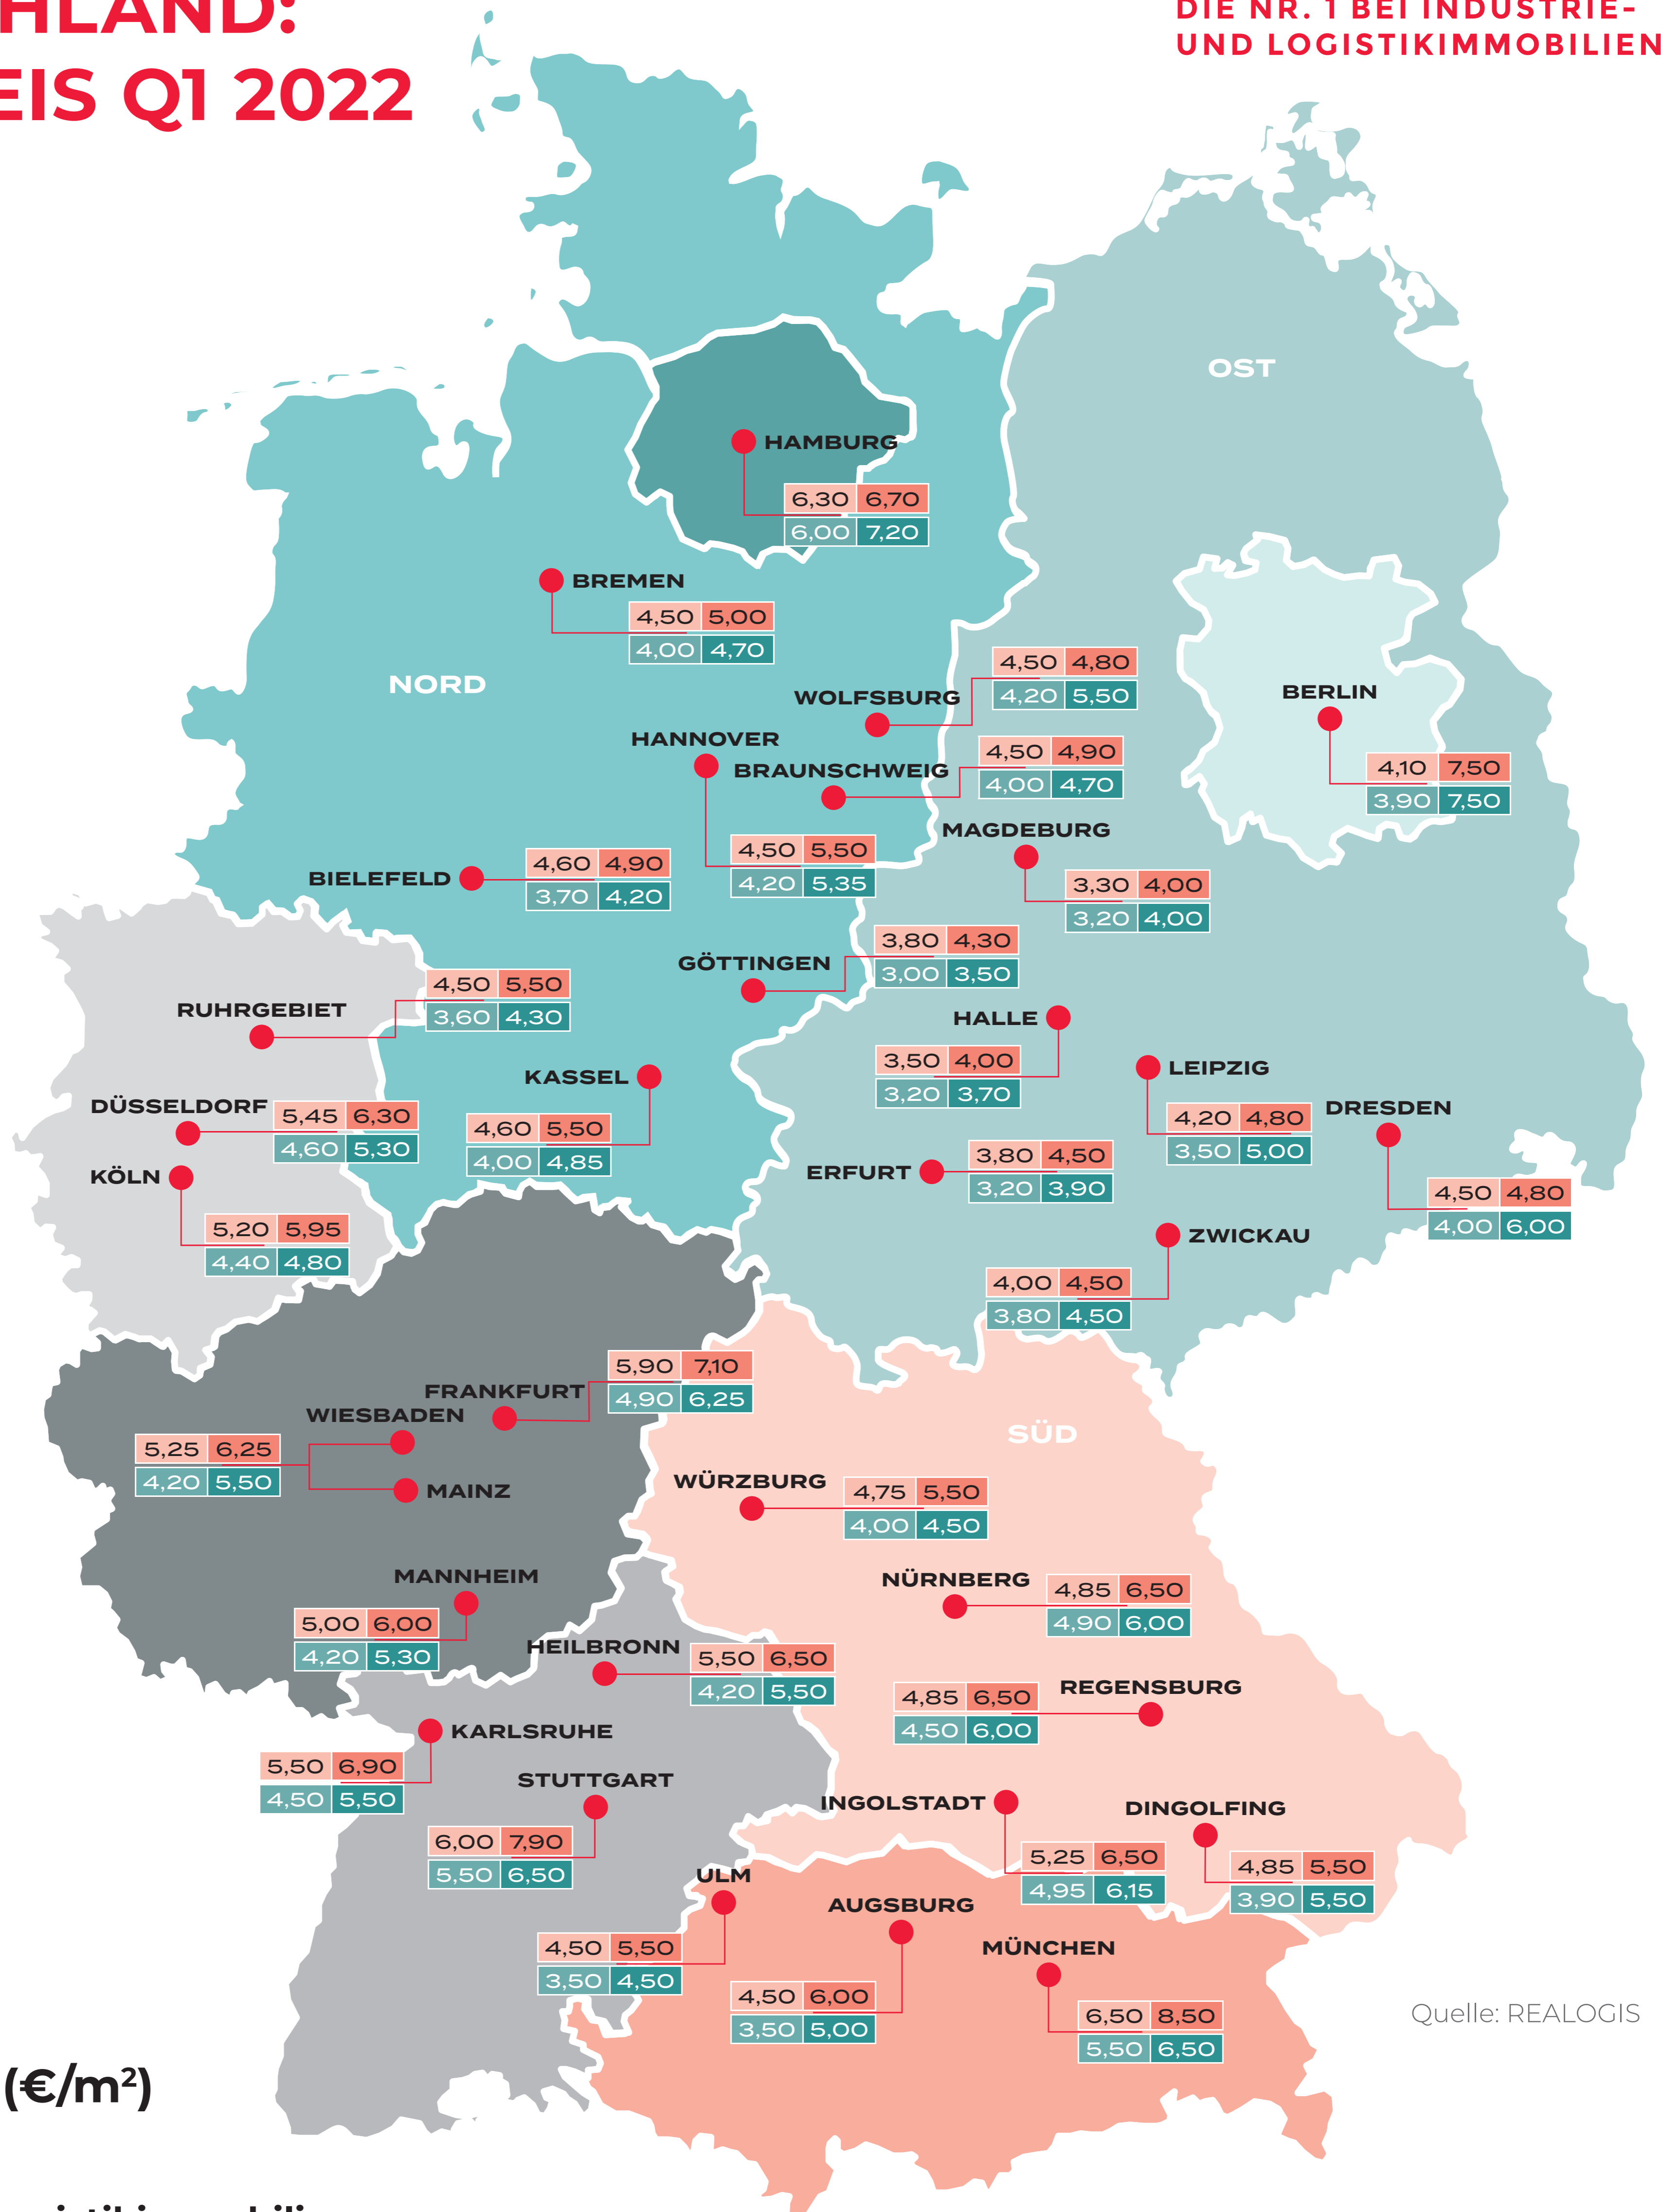 HLAND:
EIS Q1 2022
DIE NR. 1 BEI INDUSTRIE-
UND LOGISTIKIMMOBILIEN
OST
HAMBURG
6,30 6,70
6,00 7,20
BREMEN
4,50 5,00
4,00 4,70
NORD
WOLFSBURG
4,50 4,80
4,20 5,50
BERLIN
4,10 7,50
3,90 7,50
HANNOVER
4,50 5,50
4,20 5,35
BRAUNSCHWEIG
4,50 4,90
4,00 4,70
MAGDEBURG
3,30 4,00
3,20 4,00
BIELEFELD
4,60 4,90
3,70 4,20
GÖTTINGEN
3,80 4,30
3,00 3,50
RUHRGEBIET
4,50 5,50
3,60 4,30
HALLE
3,50 4,00
3,20 3,70
KASSEL
4,60 5,50
4,00 4,85
LEIPZIG
4,20 4,80
3,50 5,00
DRESDEN
4,50 4,80
4,00 6,00
DÜSSELDORF
5,45 6,30
4,60 5,30
KÖLN
5,20 5,95
4,40 4,80
ERFURT
3,80 4,50
3,20 3,90
ZWICKAU
4,00 4,50
3,80 4,50
FRANKFURT
5,90 7,10
4,90 6,25
WIESBADEN
MAINZ
5,25 6,25
4,20 5,50
SÜD
WÜRZBURG
4,75 5,50
4,00 4,50
MANNHEIM
5,00 6,00
4,20 5,30
NÜRNBERG
4,85 6,50
4,90 6,00
HEILBRONN
5,50 6,50
4,20 5,50
REGENSBURG
4,85 6,50
4,50 6,00
KARLSRUHE
5,50 6,90
4,50 5,50
STUTTGART
6,00 7,90
5,50 6,50
INGOLSTADT
5,25 6,50
4,95 6,15
DINGOLFING
4,85 5,50
3,90 5,50
ULM
4,50 5,50
3,50 4,50
AUGSBURG
4,50 6,00
3,50 5,00
MÜNCHEN
6,50 8,50
5,50 6,50
Quelle: REALOGIS
(€/m²)